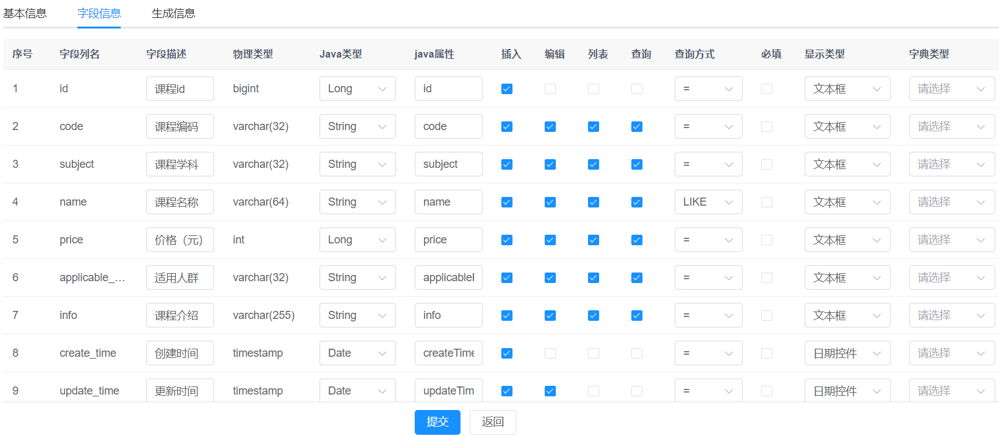 基本信息 字段信息 生成信息
序号 字段列名 字段描述 物理类型 Java类型 java属性 插入 编辑 列表 查询 查询方式 必填 显示类型 字典类型
1 id 课程id bigint Long id = 文本框 请选择
2 code 课程编码 varchar(32) String code = 文本框 请选择
3 subject 课程学科 varchar(32) String subject = 文本框 请选择
4 name 课程名称 varchar(64) String name LIKE 文本框 请选择
5 price 价格（元） int Long price = 文本框 请选择
6 applicable_... 适用人群 varchar(32) String applicable = 文本框 请选择
7 info 课程介绍 varchar(255) String info = 文本框 请选择
8 create_time 创建时间 timestamp Date createTime = 日期控件 请选择
9 update_time 更新时间 timestamp Date updateTim = 日期控件 请选择
提交 返回